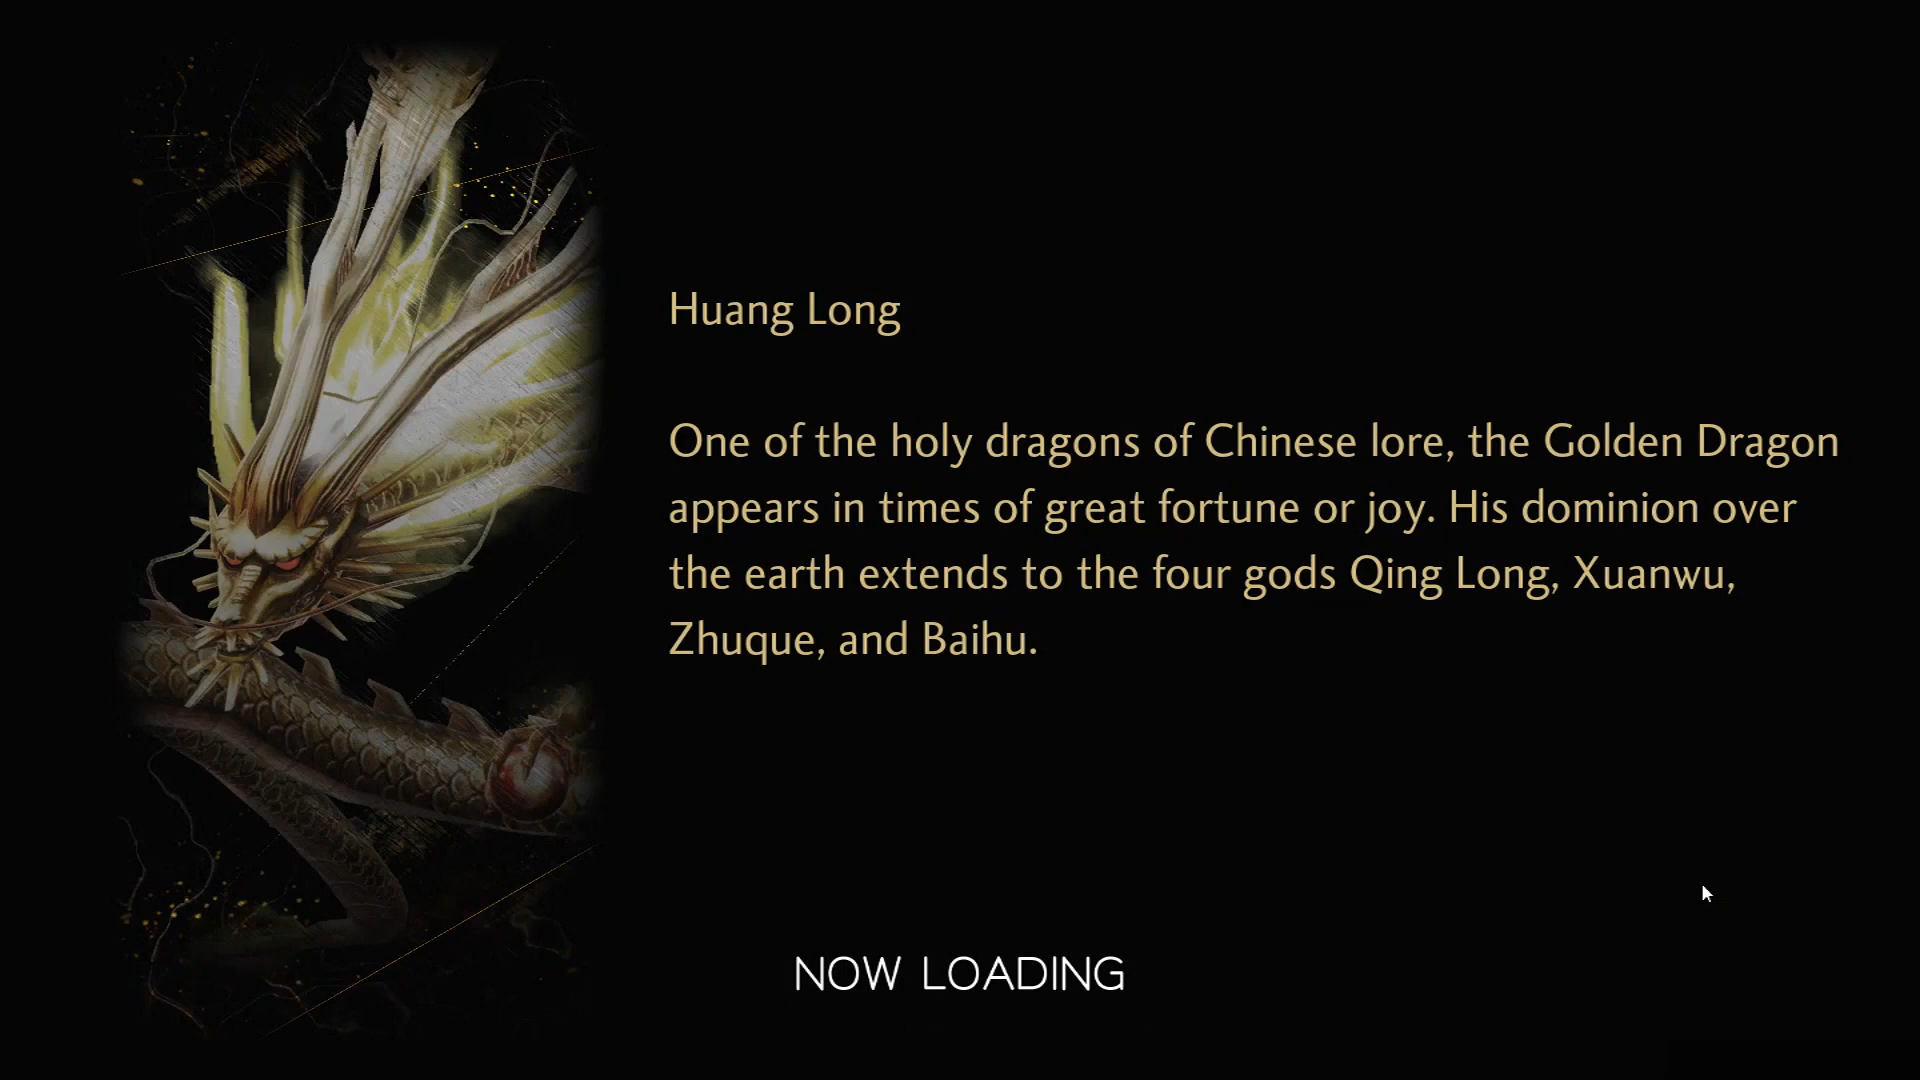 Huang Long
One of the holy dragons of Chinese lore, the Golden Dragon
appears in times of great fortune or joy. His dominion over
the earth extends to the four gods Qing Long, Xuanwu,
Zhuque, and Baihu.
NOW LOADING